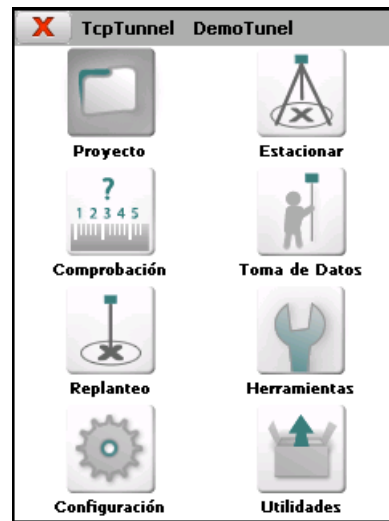 TcpTunnel DemoTunel
Proyecto
Estacionar
?
1 2 3 4 5
Comprobación
Toma de Datos
Replanteo
Herramientas
Configuración
Utilidades